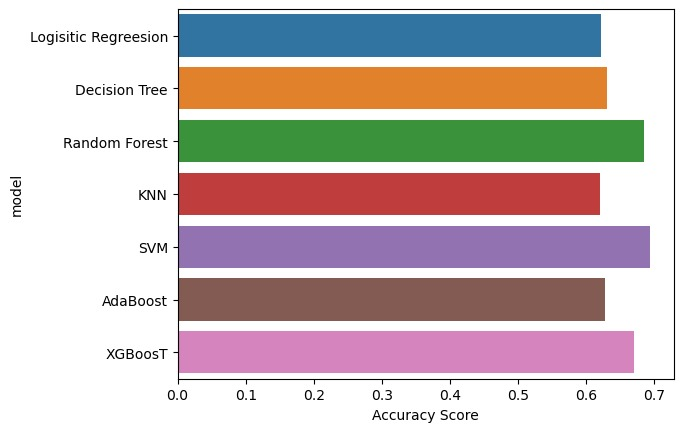 Logisitic Regreesion
Decision Tree
Random Forest
KNN
SVM
AdaBoost
XGBoosT
model
0.0 0.1 0.2 0.3 0.4 0.5 0.6 0.7
Accuracy Score